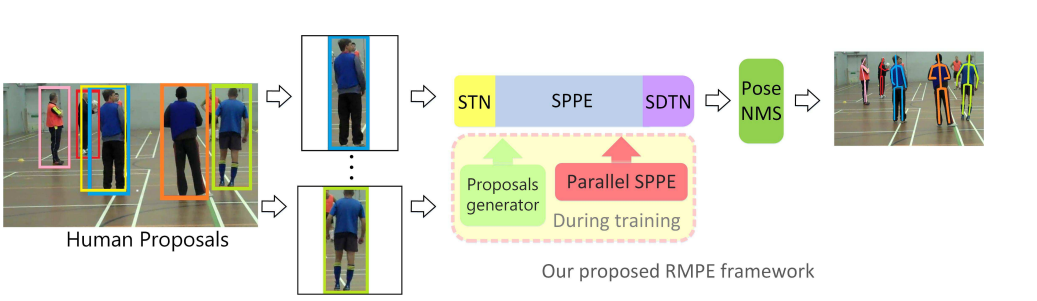 Human Proposals
STN
SPPE
SDTN
Proposals
generator
Parallel SPPE
During training
Pose
NMS
Our proposed RMPE framework